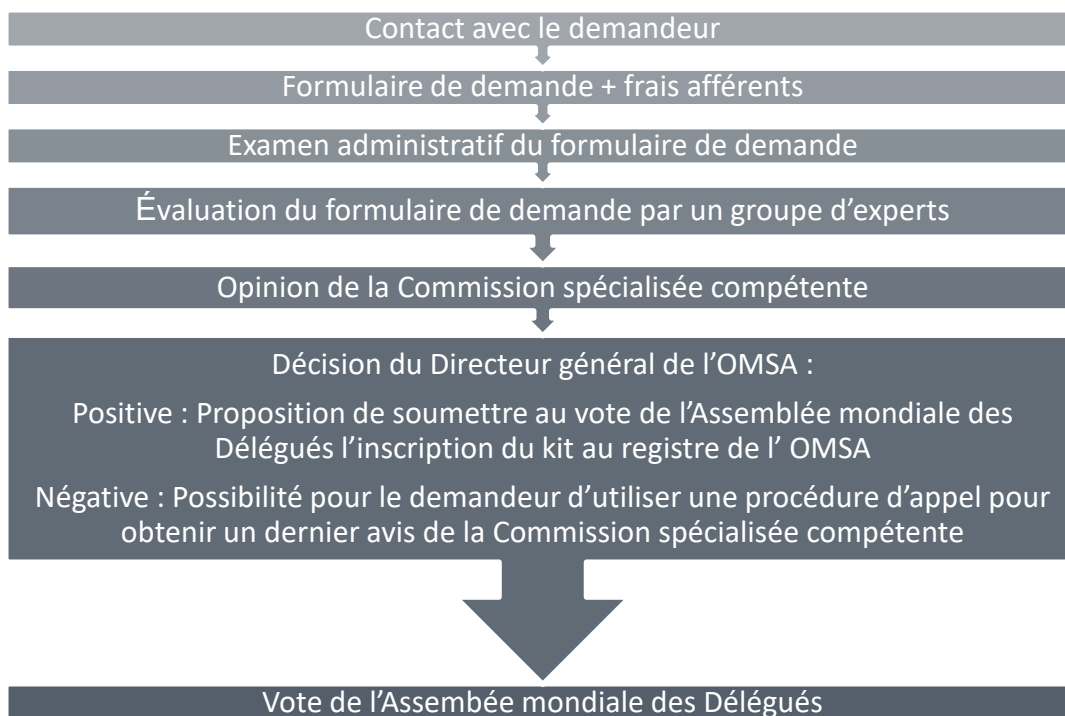 Contact avec le demandeur
Formulaire de demande + frais afférents
Examen administratif du formulaire de demande
Évaluation du formulaire de demande par un groupe d’experts
Opinion de la Commission spécialisée compétente
Décision du Directeur général de l’OMSA :
Positive : Proposition de soumettre au vote de l’Assemblée mondiale des
Délégués l’inscription du kit au registre de l’ OMSA
Négative : Possibilité pour le demandeur d’utiliser une procédure d’appel pour
obtenir un dernier avis de la Commission spécialisée compétente
Vote de l’Assembée mondiale des Délégués